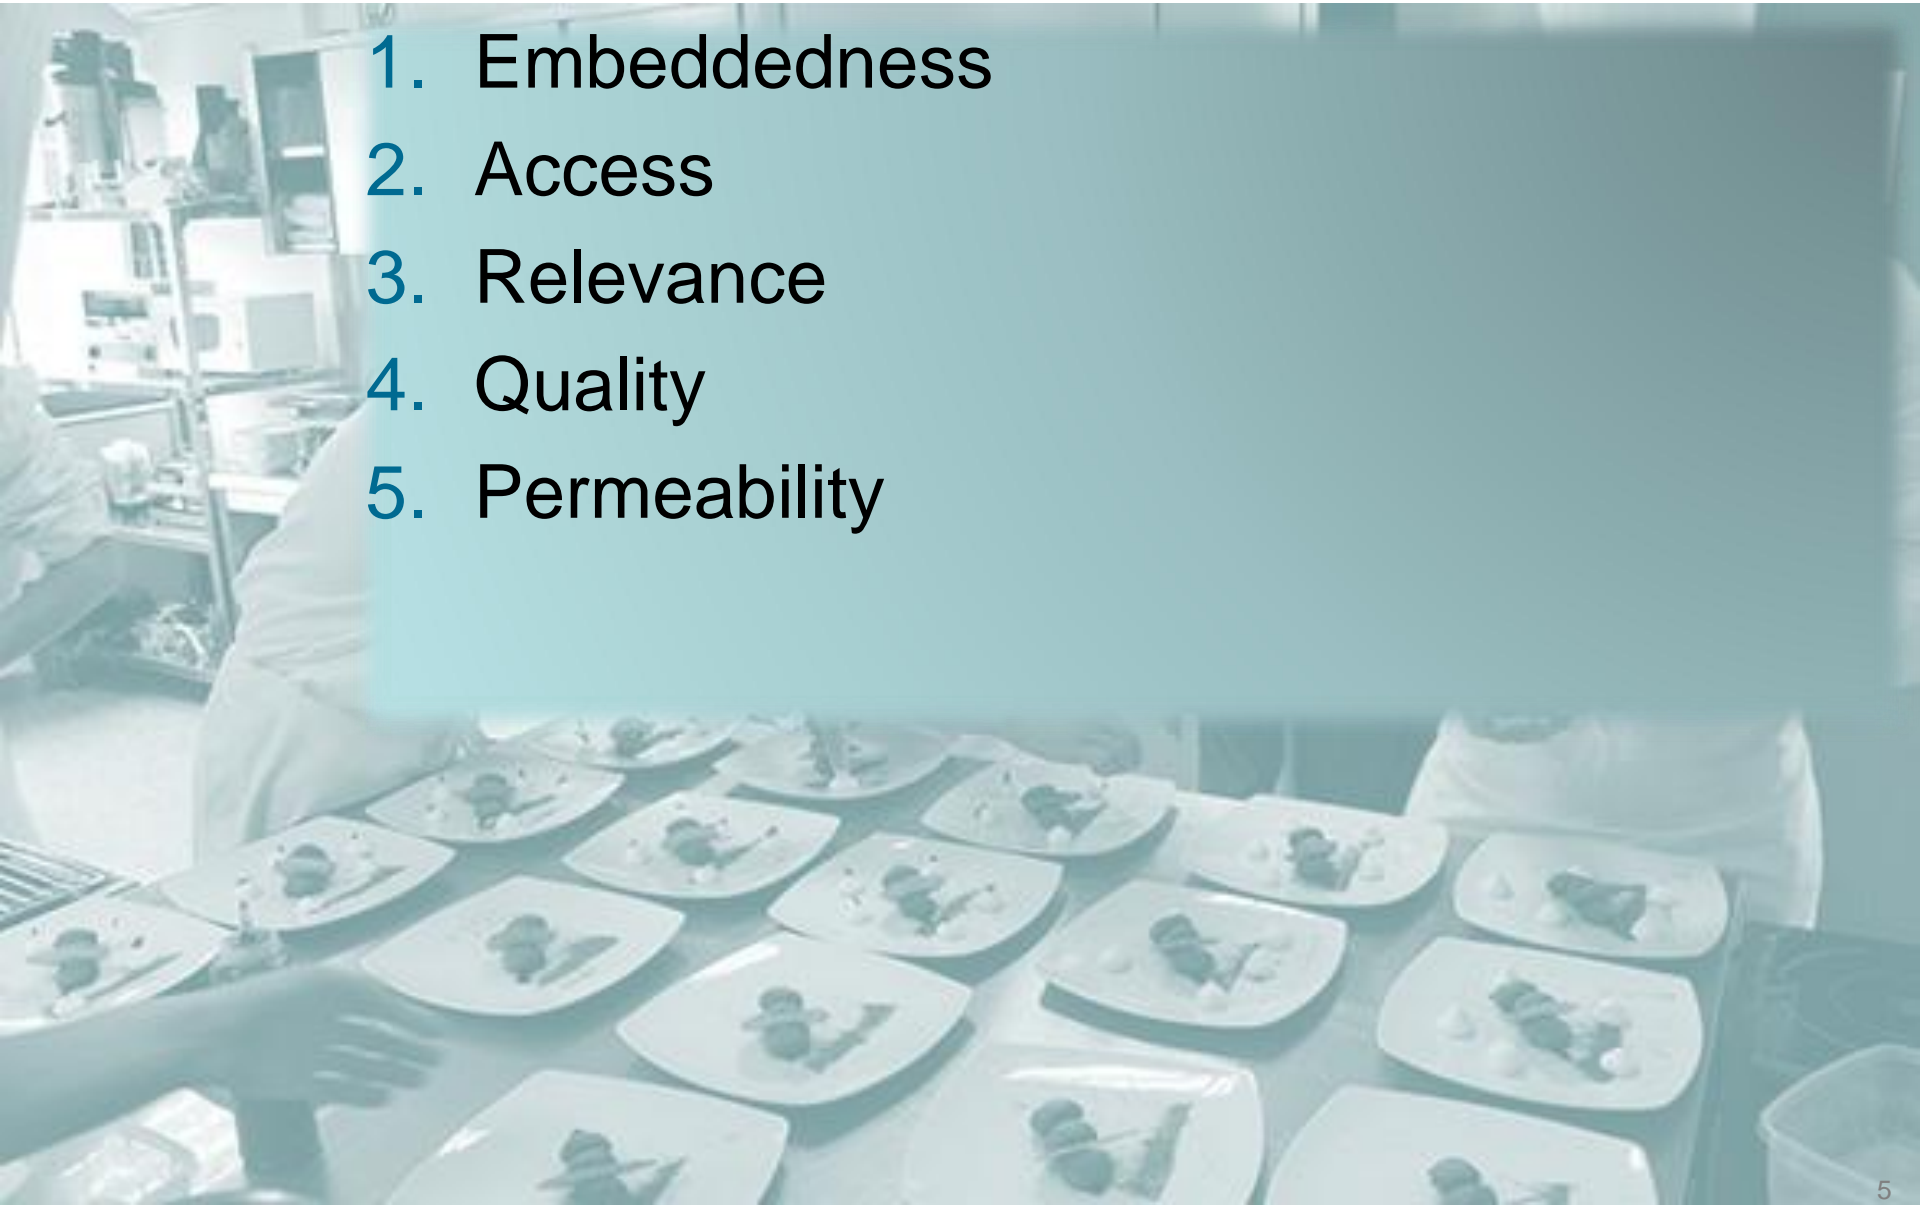 1. Embeddedness
2. Access
3. Relevance
4. Quality
5. Permeability
5